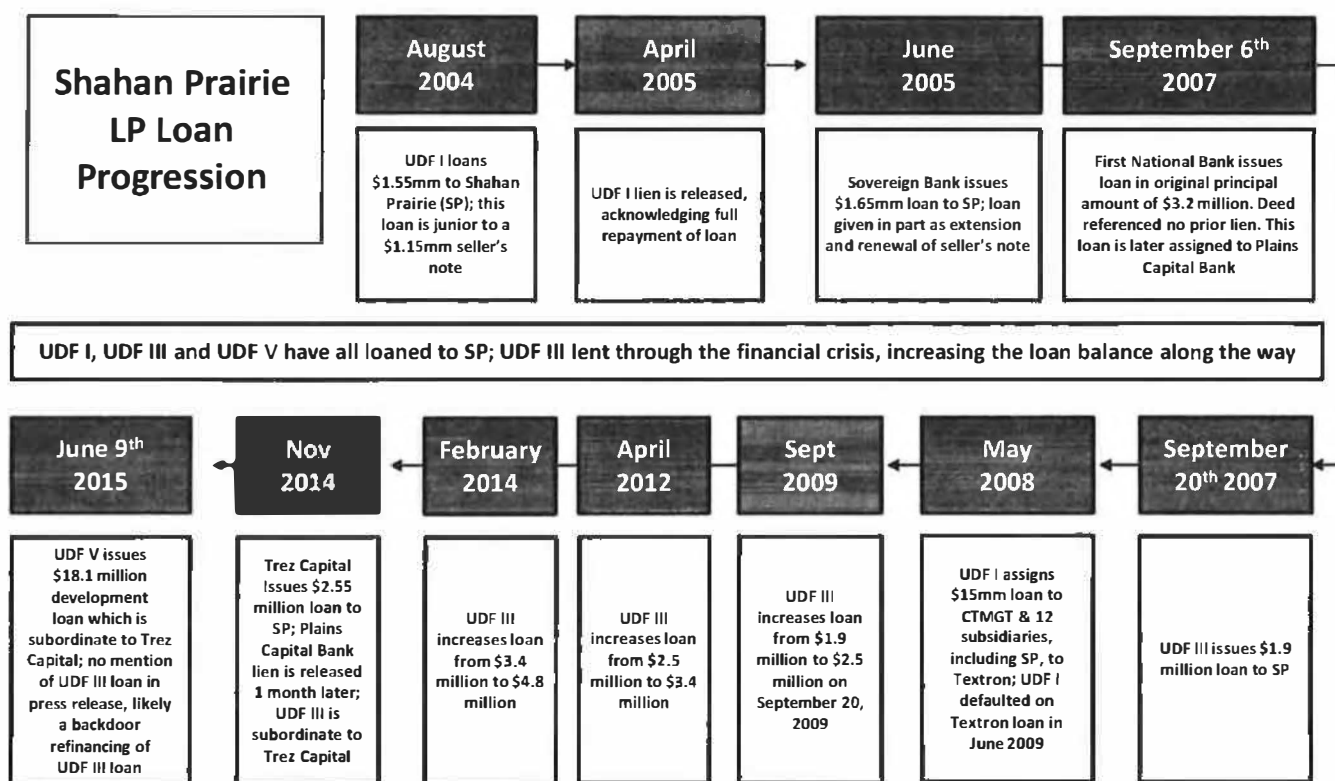 Shahan Prairie
LP Loan
Progression
August
2004
April
2005
June
2005
September 6th
2007
UDF I loans
$1.55mm to Shahan
Prairie (SP); this
loan is junior to a
$1.15mm seller's
note
UDF I lien is released,
acknowledging full
repayment of loan
Sovereign Bank issues
$1.65mm loan to SP; loan
given in part as extension
and renewal of seller's note
First National Bank issues
loan in original principal
amount of $3.2 million. Deed
referenced no prior lien. This
loan is later assigned to Plains
Capital Bank
UDF I, UDF III and UDF V have all loaned to SP; UDF III lent through the financial crisis, increasing the loan balance along the way
June 9th
2015
Nov
2014
February
2014
April
2012
Sept
2009
May
2008
September
20th 2007
UDF V issues
$18.1 million
development
loan which is
subordinate to Trez
Capital; no mention
of UDF III loan in
press release, likely
a backdoor
refinancing of
UDF III loan
Trez Capital
Issues $2.55
million loan to
SP; Plains
Capital Bank
lien is released
1 month later;
UDF III is
subordinate to
Trez Capital
UDF III
increases loan
from $3.4
million to $4.8
million
UDF III
increases loan
from $2.5
million to $3.4
million
UDF III
increases loan
from $1.9
million to $2.5
million on
September 20,
2009
UDF I assigns
$15mm loan to
CTMGT & 12
subsidiaries,
including SP, to
Textron; UDF I
defaulted on
Textron loan in
June 2009
UDF III issues $1.9
million loan to SP